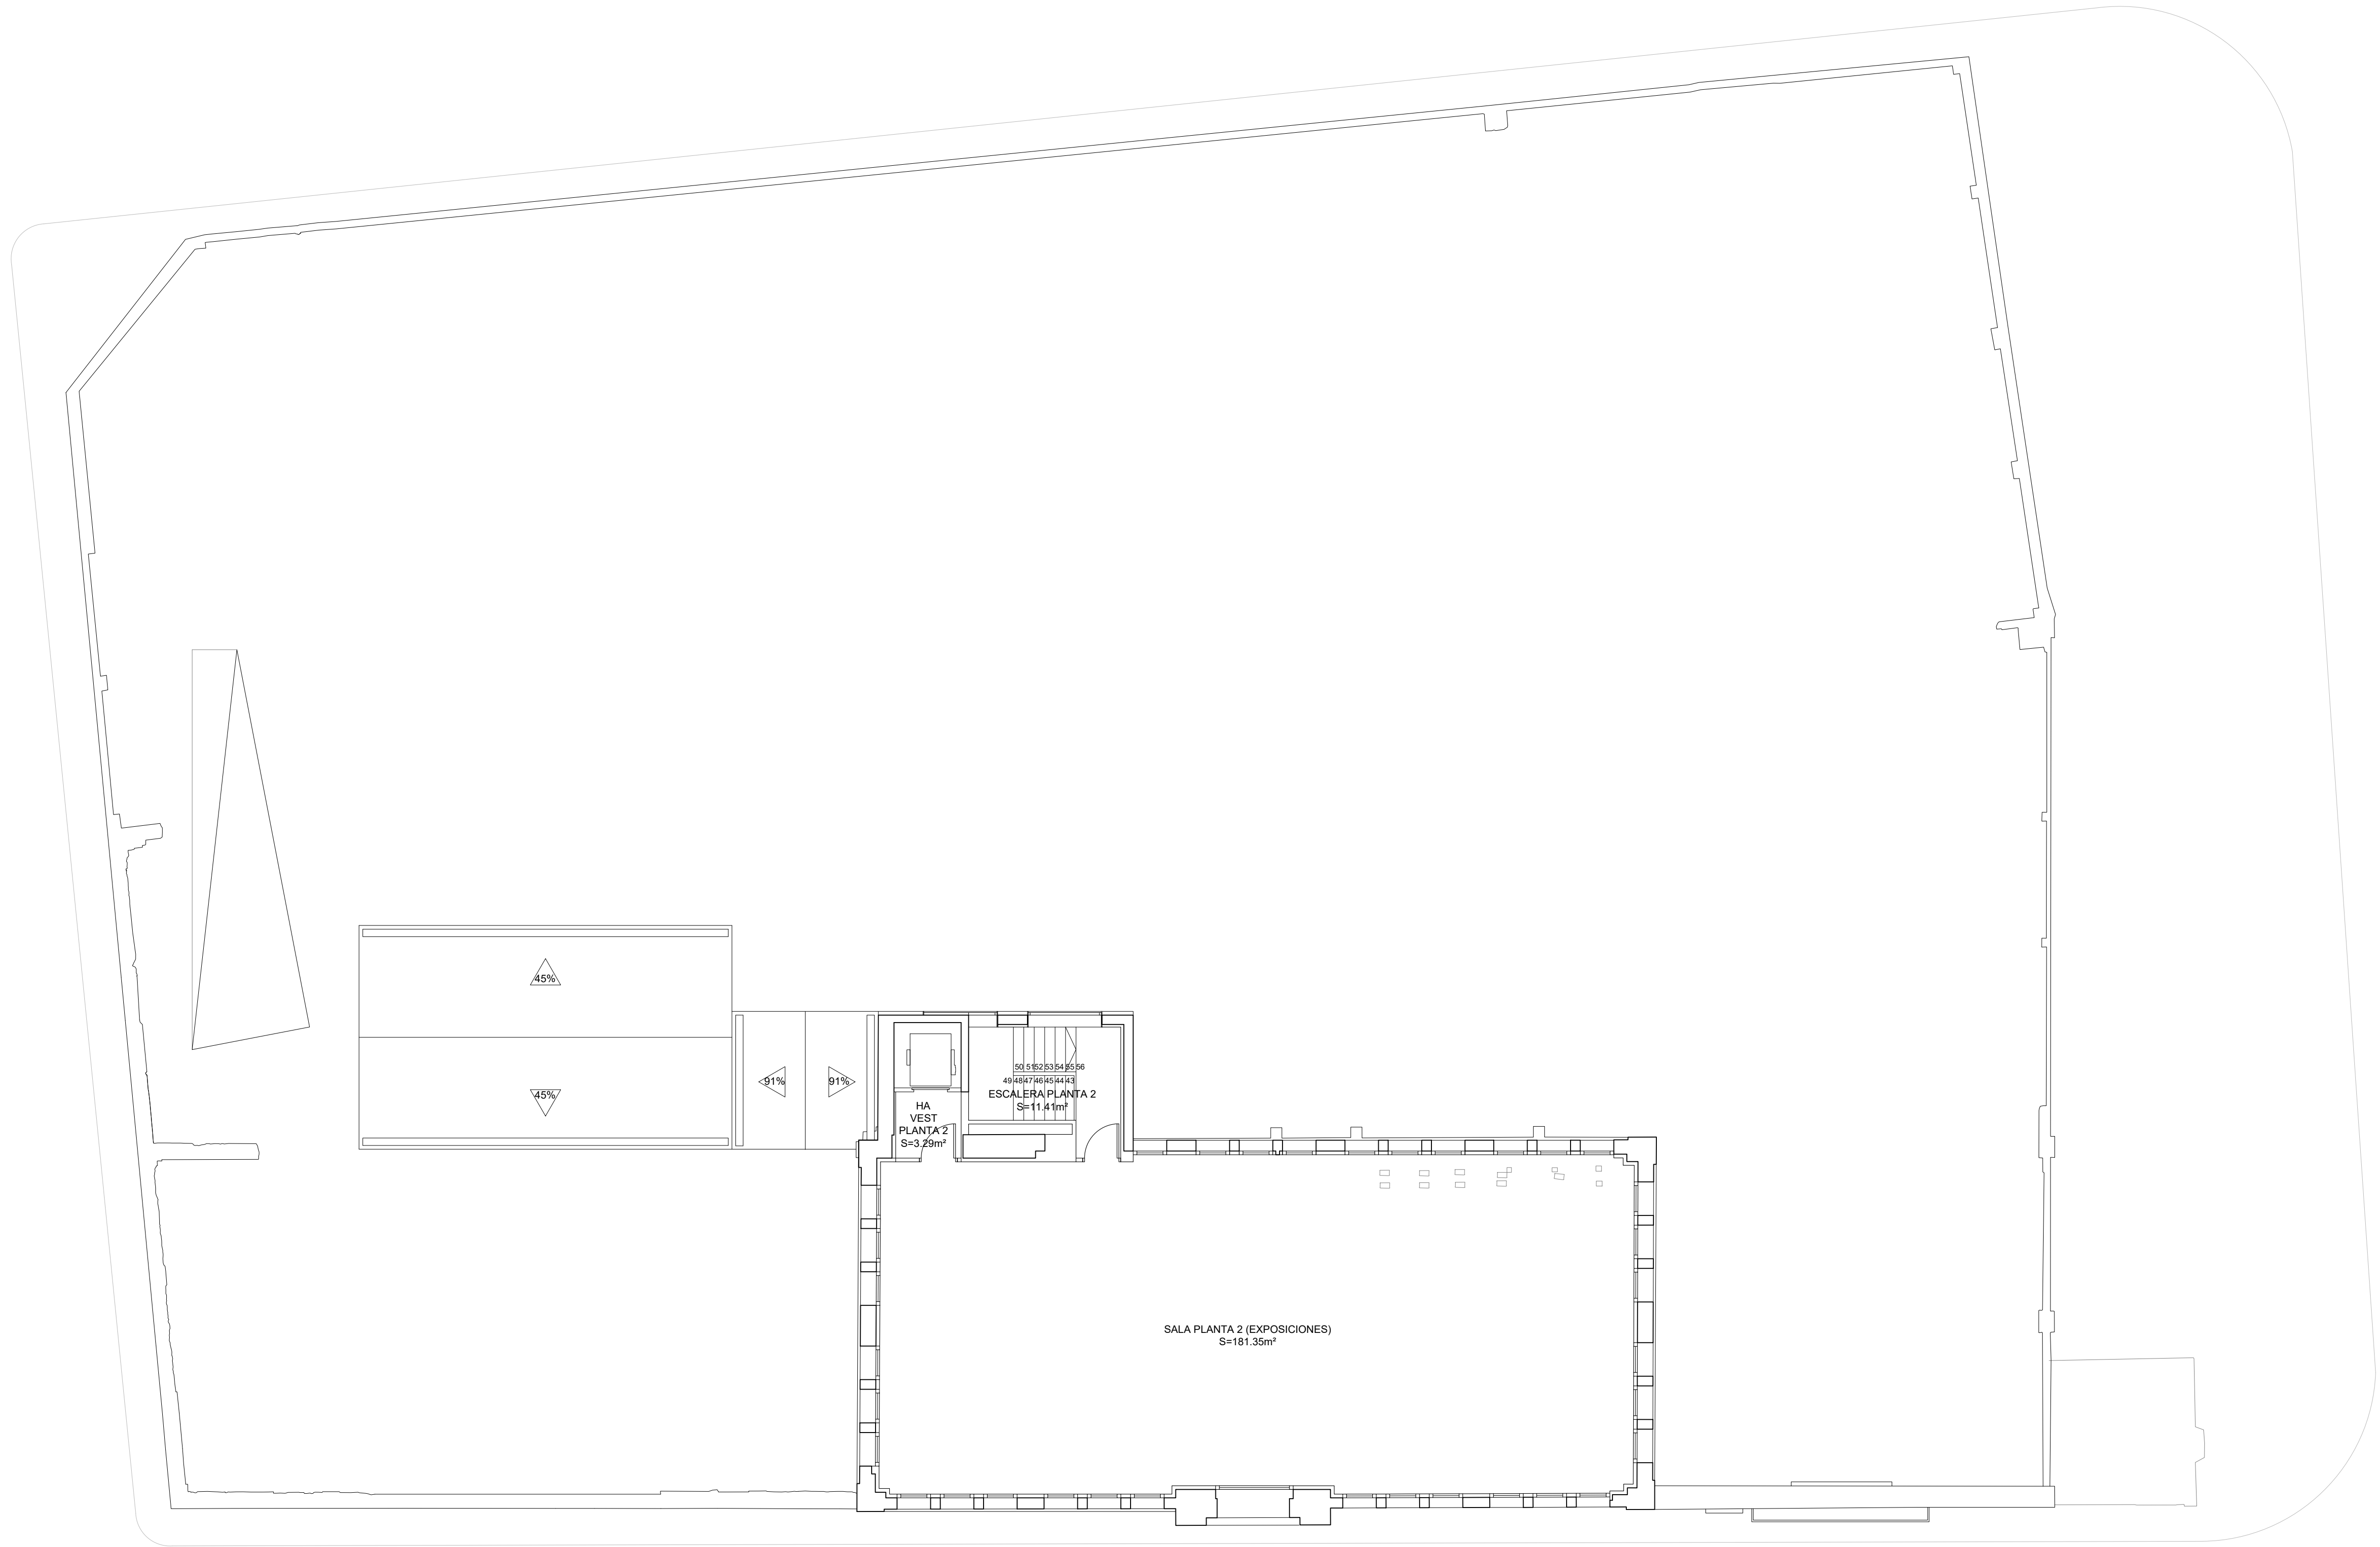 45%
45%
91%
91%
50 51 52 53 54 55 56
49 48 47 46 45 44 43
ESCALERA PLANTA 2
S=11.41m²
HA
VEST
PLANTA 2
S=3.29m²
SALA PLANTA 2 (EXPOSICIONES)
S=181.35m²